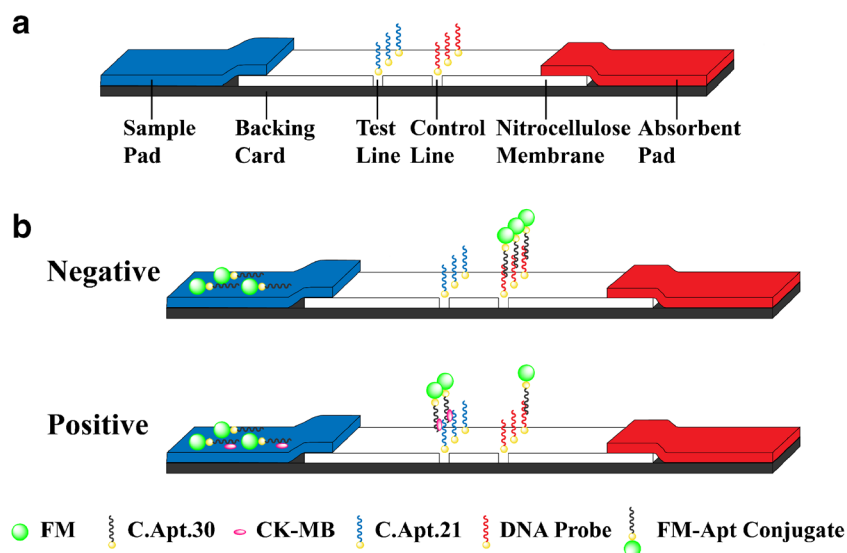 a
Sample Backing Test Control Nitrocellulose Absorbent
Pad Card Line Line Membrane Pad
b
Negative
Positive
FM C.Apt.30 CK-MB C.Apt.21 DNA Probe FM-Apt Conjugate